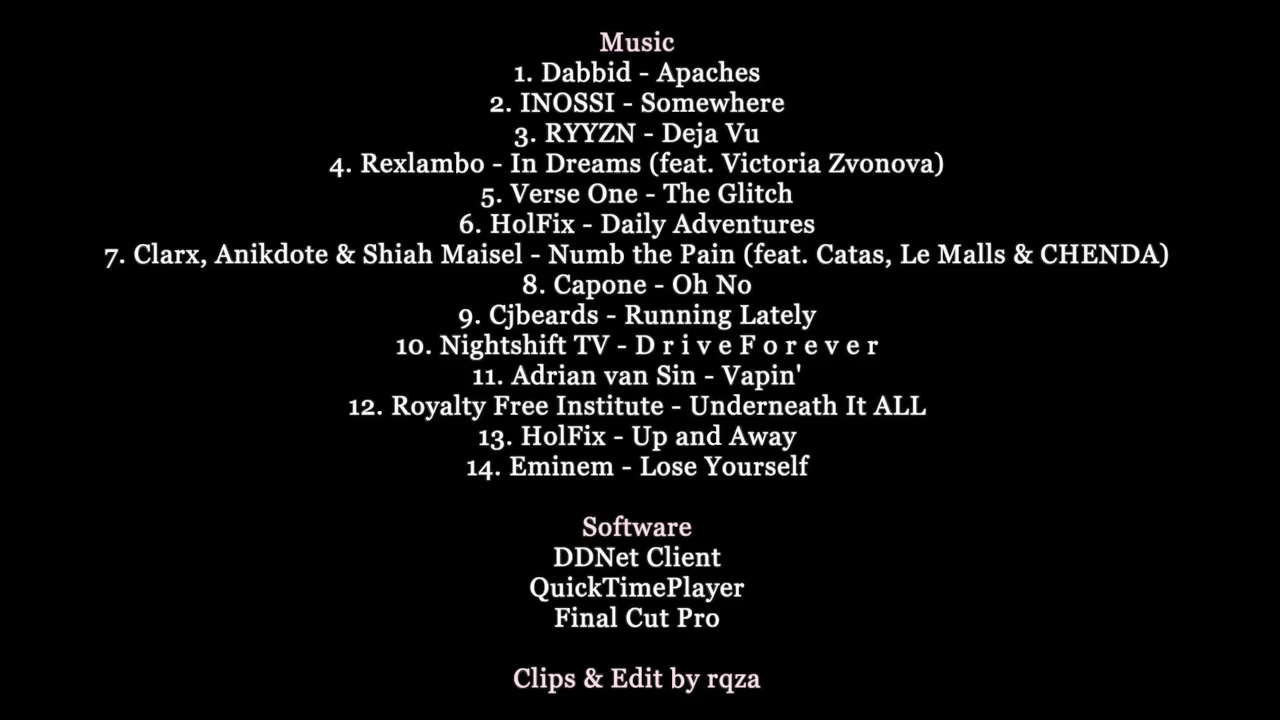 Music
1. Dabbid - Apaches
2. INOSSI - Somewhere
3. RYYZN - Deja Vu
4. Rexlambo - In Dreams (feat. Victoria Zvonova)
5. Verse One - The Glitch
6. HolFix - Daily Adventures
7. Clarx, Anikdote & Shiah Maisel - Numb the Pain (feat. Catas, Le Malls & CHENDA)
8. Capone - Oh No
9. Cjbeards - Running Lately
10. Nightshift TV - D r i v e F o r e v e r
11. Adrian van Sin - Vapin'
12. Royalty Free Institute - Underneath It ALL
13. HolFix - Up and Away
14. Eminem - Lose Yourself
Software
DDNet Client
QuickTimePlayer
Final Cut Pro
Clips & Edit by rqza